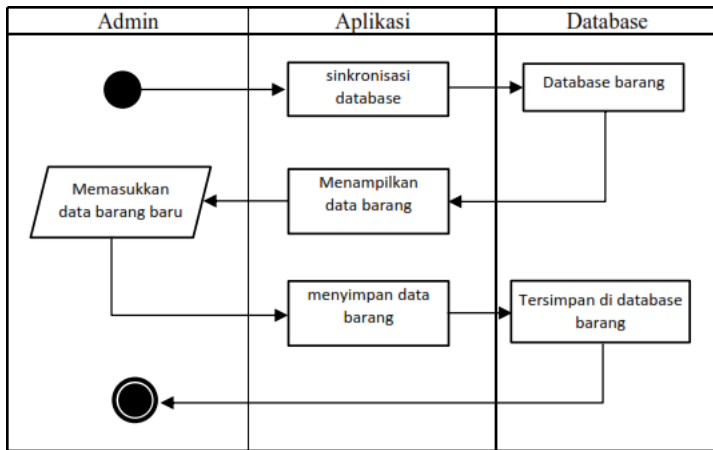 Admin
Aplikasi
Database
sinkronisasi
database
Database barang
Memasukkan
data barang baru
Menampilkan
data barang
menyimpan data
barang
Tersimpan di database
barang